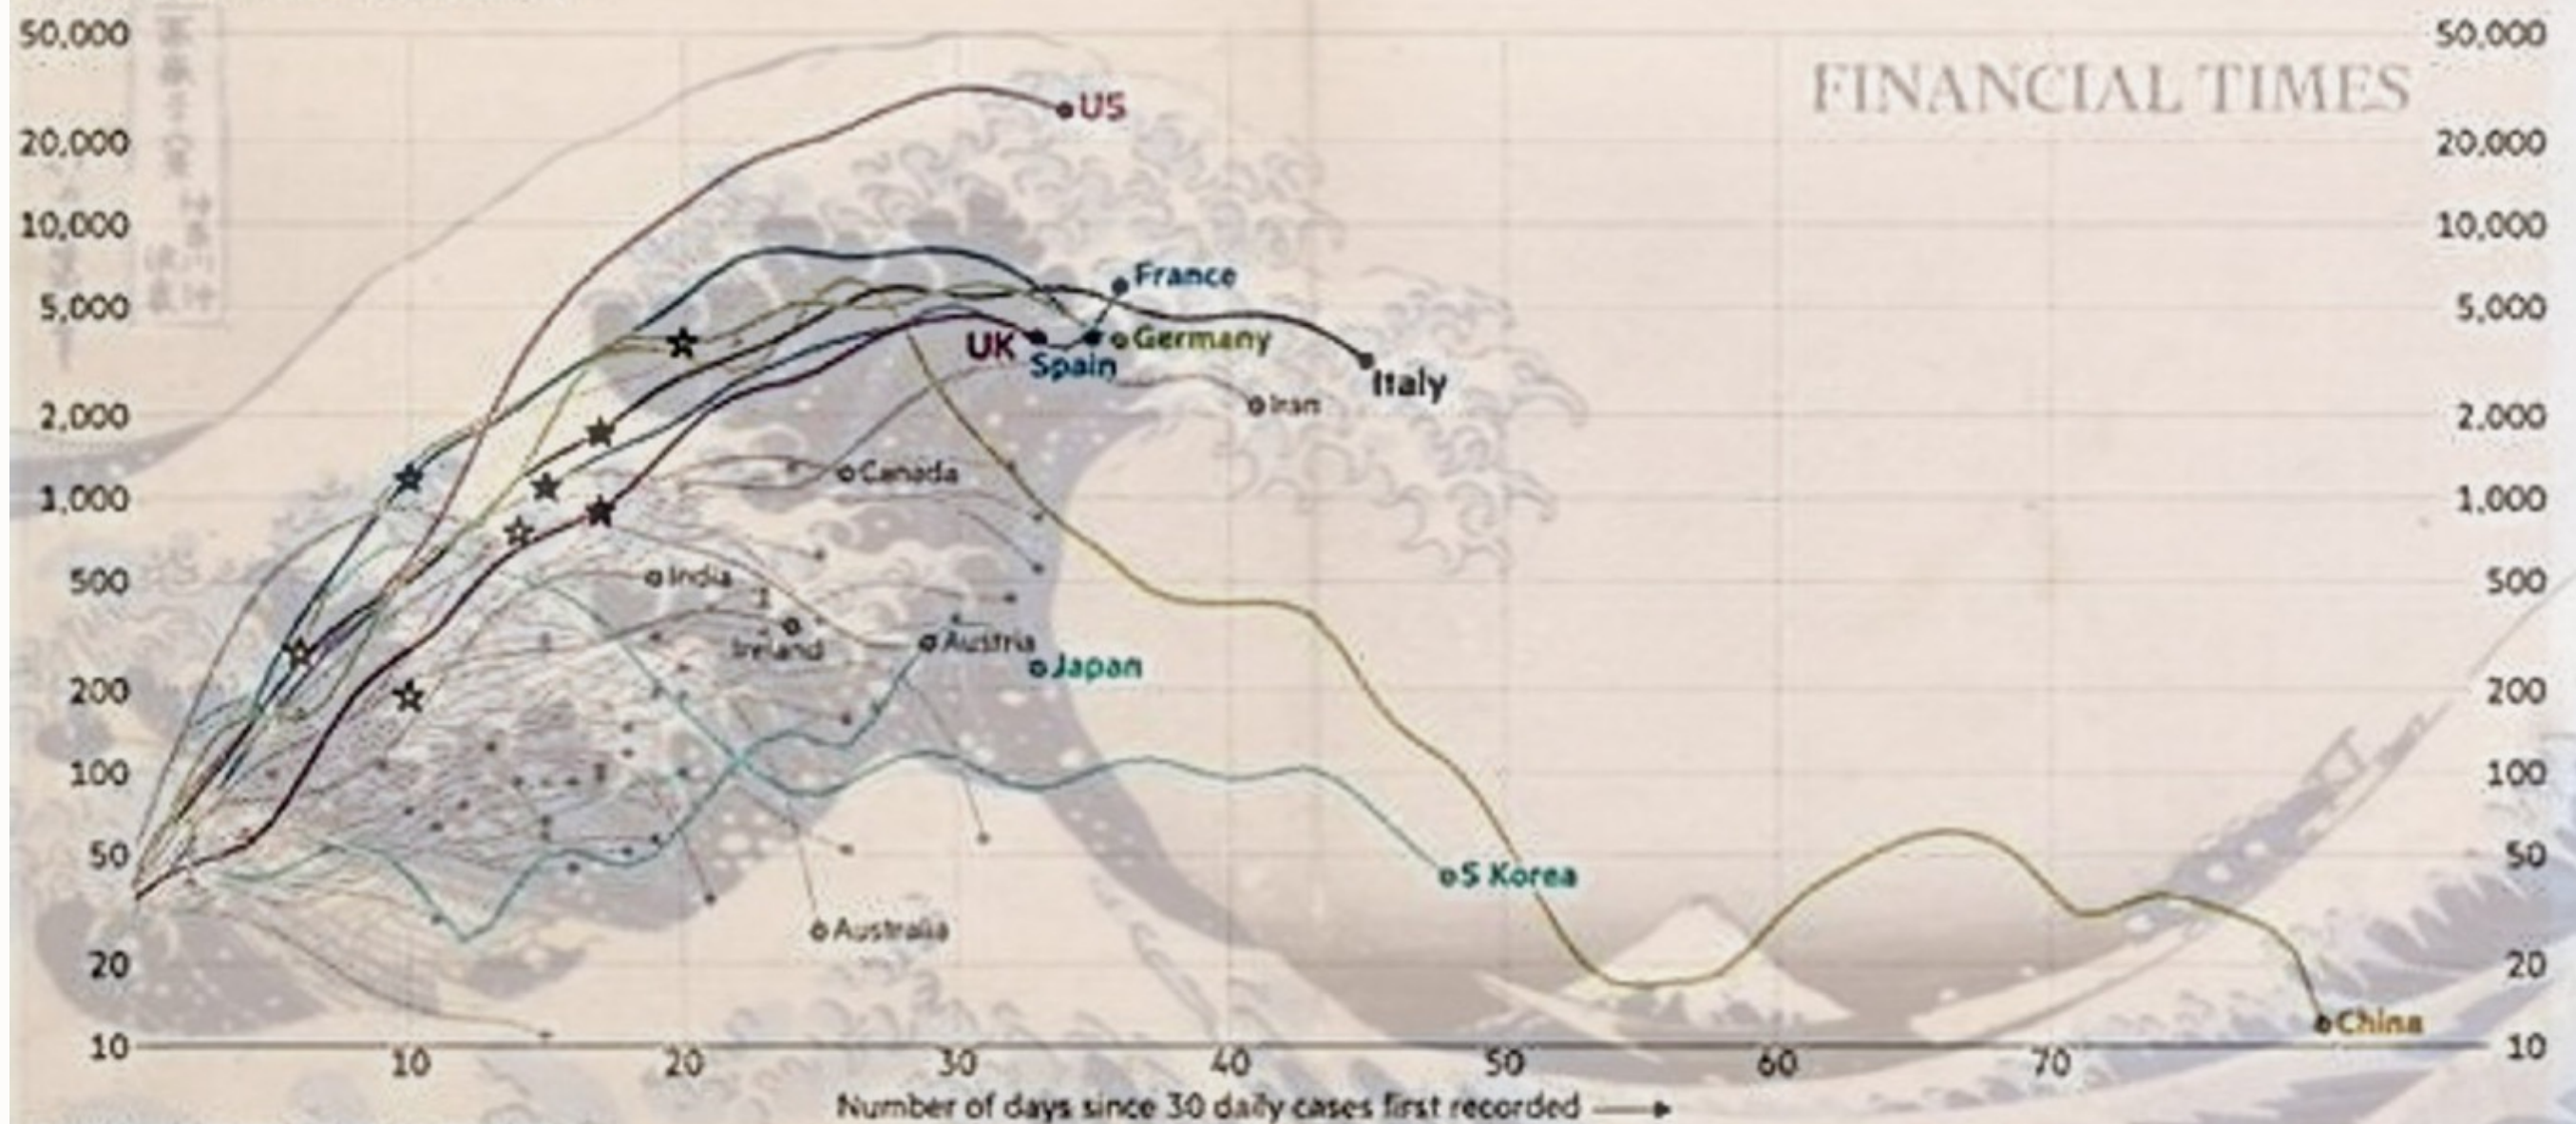 50,000
50,000
FINANCIAL TIMES
US
20,000
20,000
10,000
10,000
France
5,000
5,000
UK
Germany
Spain
Italy
Iran
2,000
2,000
Canada
1,000
1,000
India
500
500
Ireland
Austria
Japan
200
200
100
100
50
50
S Korea
Australia
20
20
China
10
10
10
20
30
40
50
60
70
Number of days since 30 daily cases first recorded